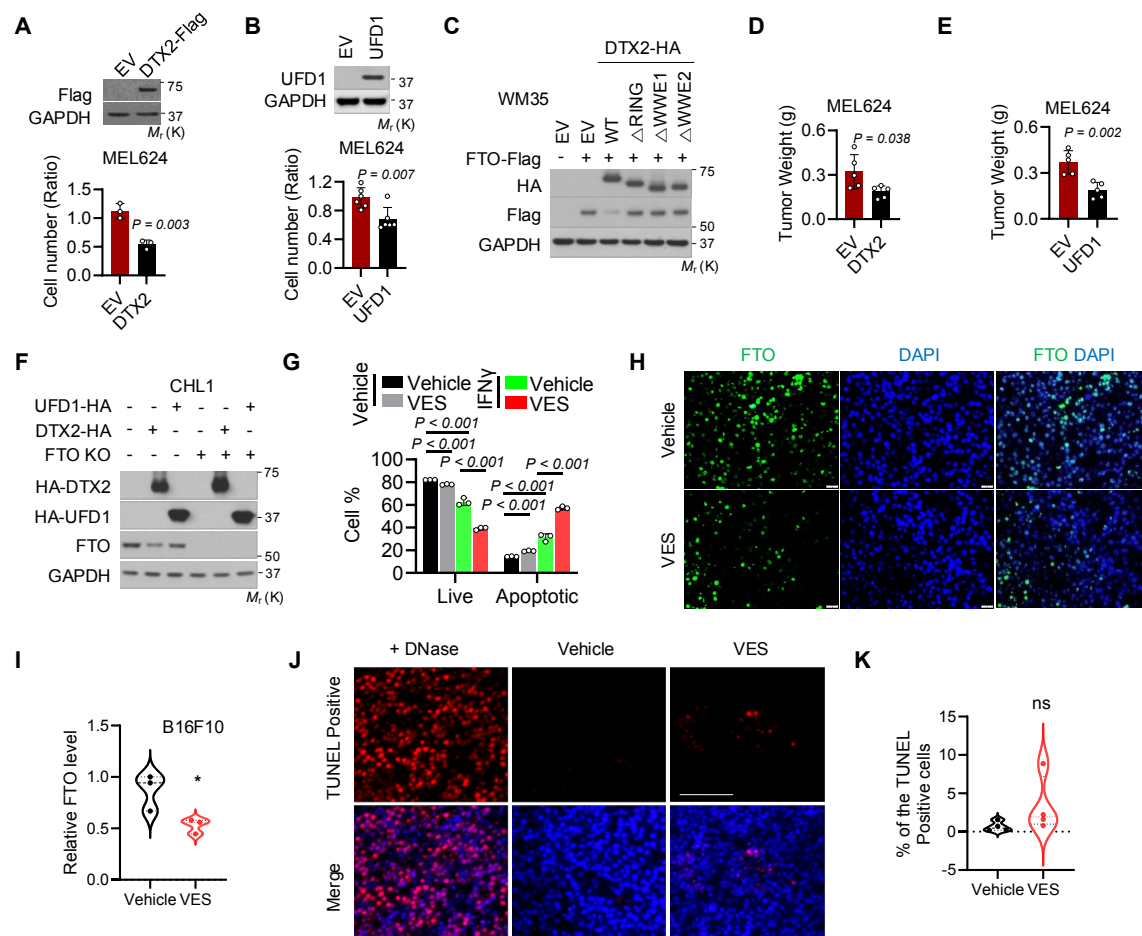 A
EV
DTX2-Flag
Flag
75
GAPDH
37
Mr (K)
MEL624
Cell number (Ratio)
1.5
1.0
0.5
0.0
P = 0.003
EV
DTX2
B
EV
UFD1
UFD1
37
GAPDH
37
Mr (K)
MEL624
Cell number (Ratio)
P = 0.007
1.2
0.8
0.4
0.0
EV
UFD1
C
DTX2-HA
WM35
EV
EV
WT
△RING
△WWE1
△WWE2
FTO-Flag - + + + + +
HA
75
Flag
50
GAPDH
37
Mr (K)
D
MEL624
Tumor Weight (g)
P = 0.038
0.6
0.3
0.0
EV
DTX2
E
MEL624
Tumor Weight (g)
P = 0.002
0.6
0.3
0.0
EV
UFD1
F
CHL1
UFD1-HA - - + - - +
DTX2-HA - + - - + -
FTO KO - - - + + +
HA-DTX2
75
HA-UFD1
37
FTO
50
GAPDH
37
Mr (K)
G
Vehicle
Vehicle
VES
IFNγ
Vehicle
VES
P < 0.001
P < 0.001
P < 0.001
P < 0.001
P < 0.001
P < 0.001
Cell %
100
80
60
40
20
0
Live Apoptotic
H
FTO DAPI FTO DAPI
Vehicle
VES
I
B16F10
Relative FTO level
1.5
1.0
0.5
0.0
*
Vehicle VES
J
+ DNase Vehicle VES
TUNEL Positive
Merge
K
ns
% of the TUNEL
Positive cells
15
10
5
0
-5
Vehicle VES